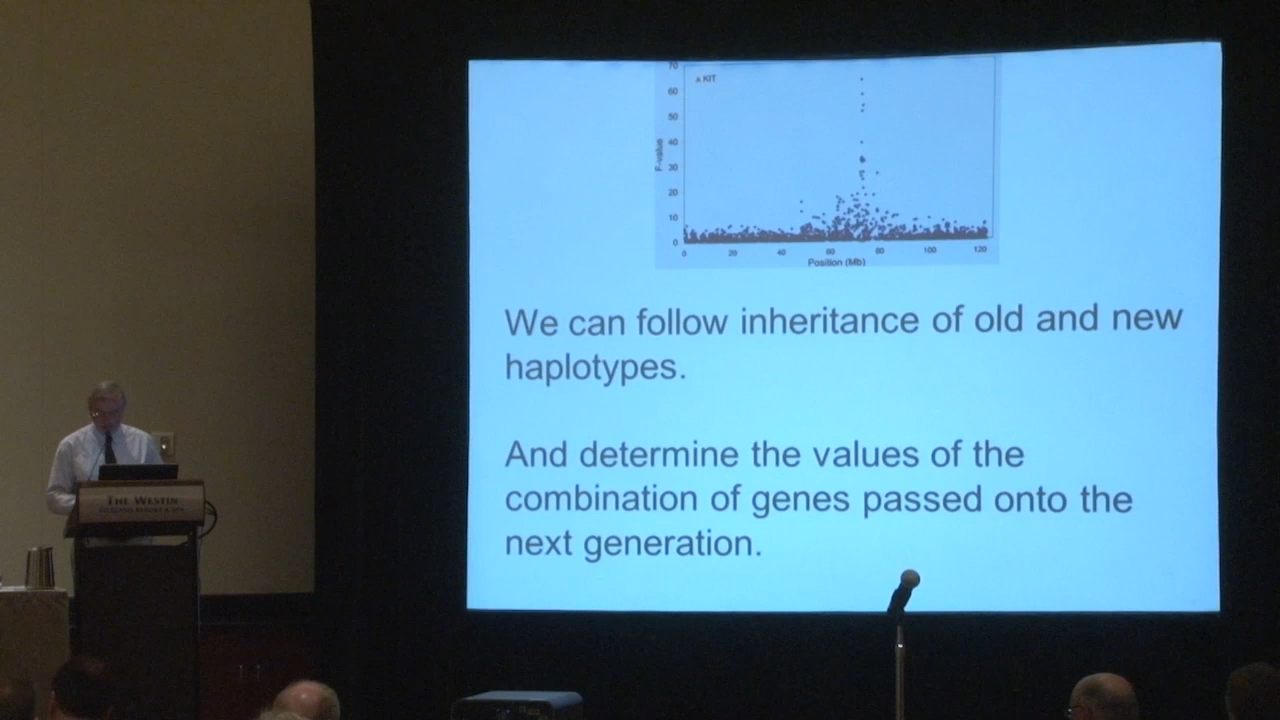 THE WESTIN
70
a KIT
60
50
40
30
20
10
0
F-value
0 20 40 60 80 100 120
Position (Mb)
We can follow inheritance of old and new
haplotypes.
And determine the values of the
combination of genes passed onto the
next generation.